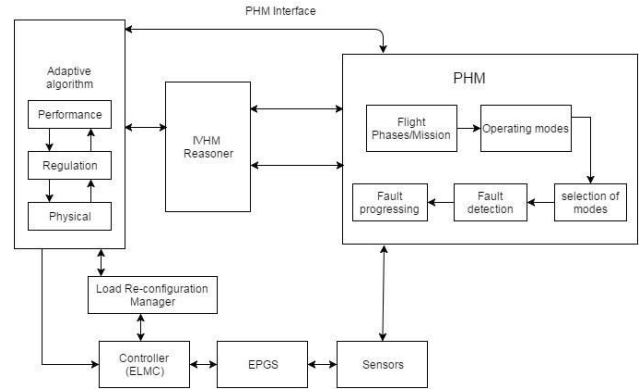 PHM Interface
Adaptive
algorithm
Performance
Regulation
Physical
IVHM
Reasoner
PHM
Flight
Phases/Mission
Operating modes
Fault
progressing
Fault
detection
selection of
modes
Load Re-configuration
Manager
Controller
(ELMC)
EPGS
Sensors